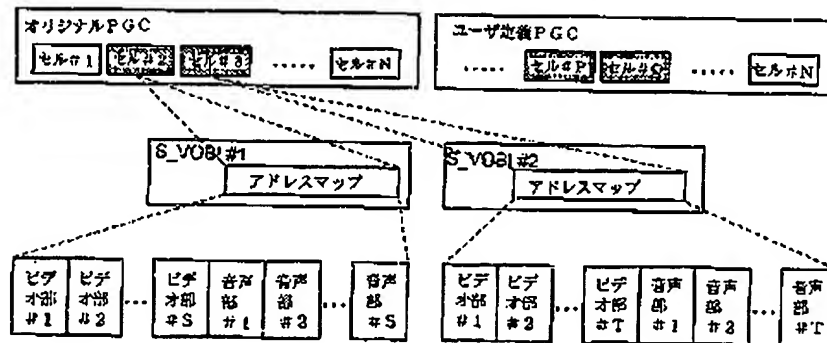 オリジナルPGC
セル#1 セル#2 セル#3 ..... セル#N
ユーザ定義PGC
..... セル#P セル#Q ..... セル#N
S_VOBI#1
アドレスマップ
S_VOBI#2
アドレスマップ
ビデオ部#1 ビデオ部#2 ... ビデオ部#S 音声部#1 音声部#2 ... 音声部#S
ビデオ部#1 ビデオ部#2 ... ビデオ部#T 音声部#1 音声部#2 ... 音声部#T